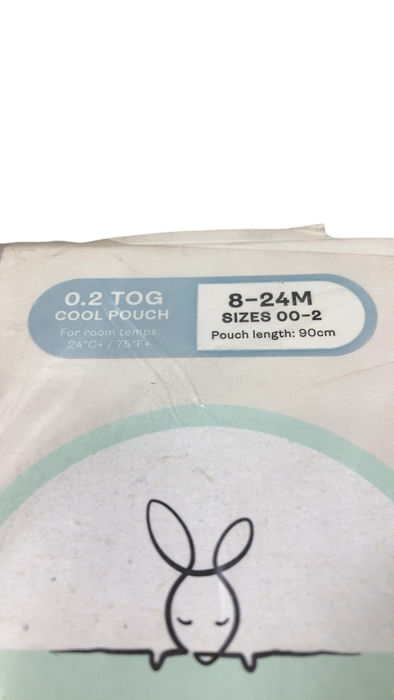 0.2 TOG
COOL POUCH
For room temps:
24°C+ / 75°F+
8-24M
SIZES 00-2
Pouch length: 90cm